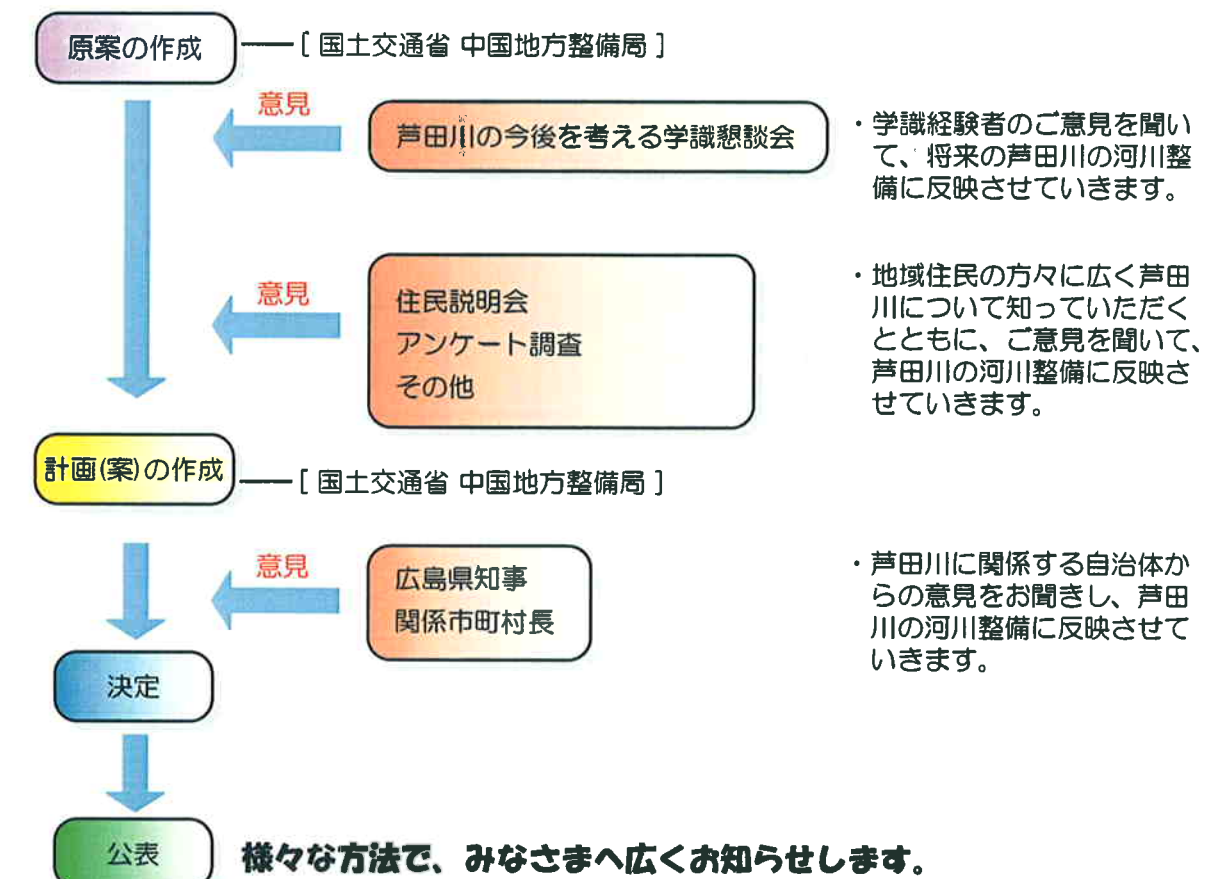 原案の作成
[ 国土交通省 中国地方整備局 ]
意見
芦田川の今後を考える学識懇談会
・学識経験者のご意見を聞い
て、将来の芦田川の河川整
備に反映させていきます。
意見
住民説明会
アンケート調査
その他
・地域住民の方々に広く芦田
川について知っていただく
とともに、ご意見を聞いて、
芦田川の河川整備に反映さ
せていきます。
計画(案)の作成
[ 国土交通省 中国地方整備局 ]
意見
広島県知事
関係市町村長
・芦田川に関係する自治体か
らの意見をお聞きし、芦田
川の河川整備に反映させて
いきます。
決定
公表
様々な方法で、みなさまへ広くお知らせします。